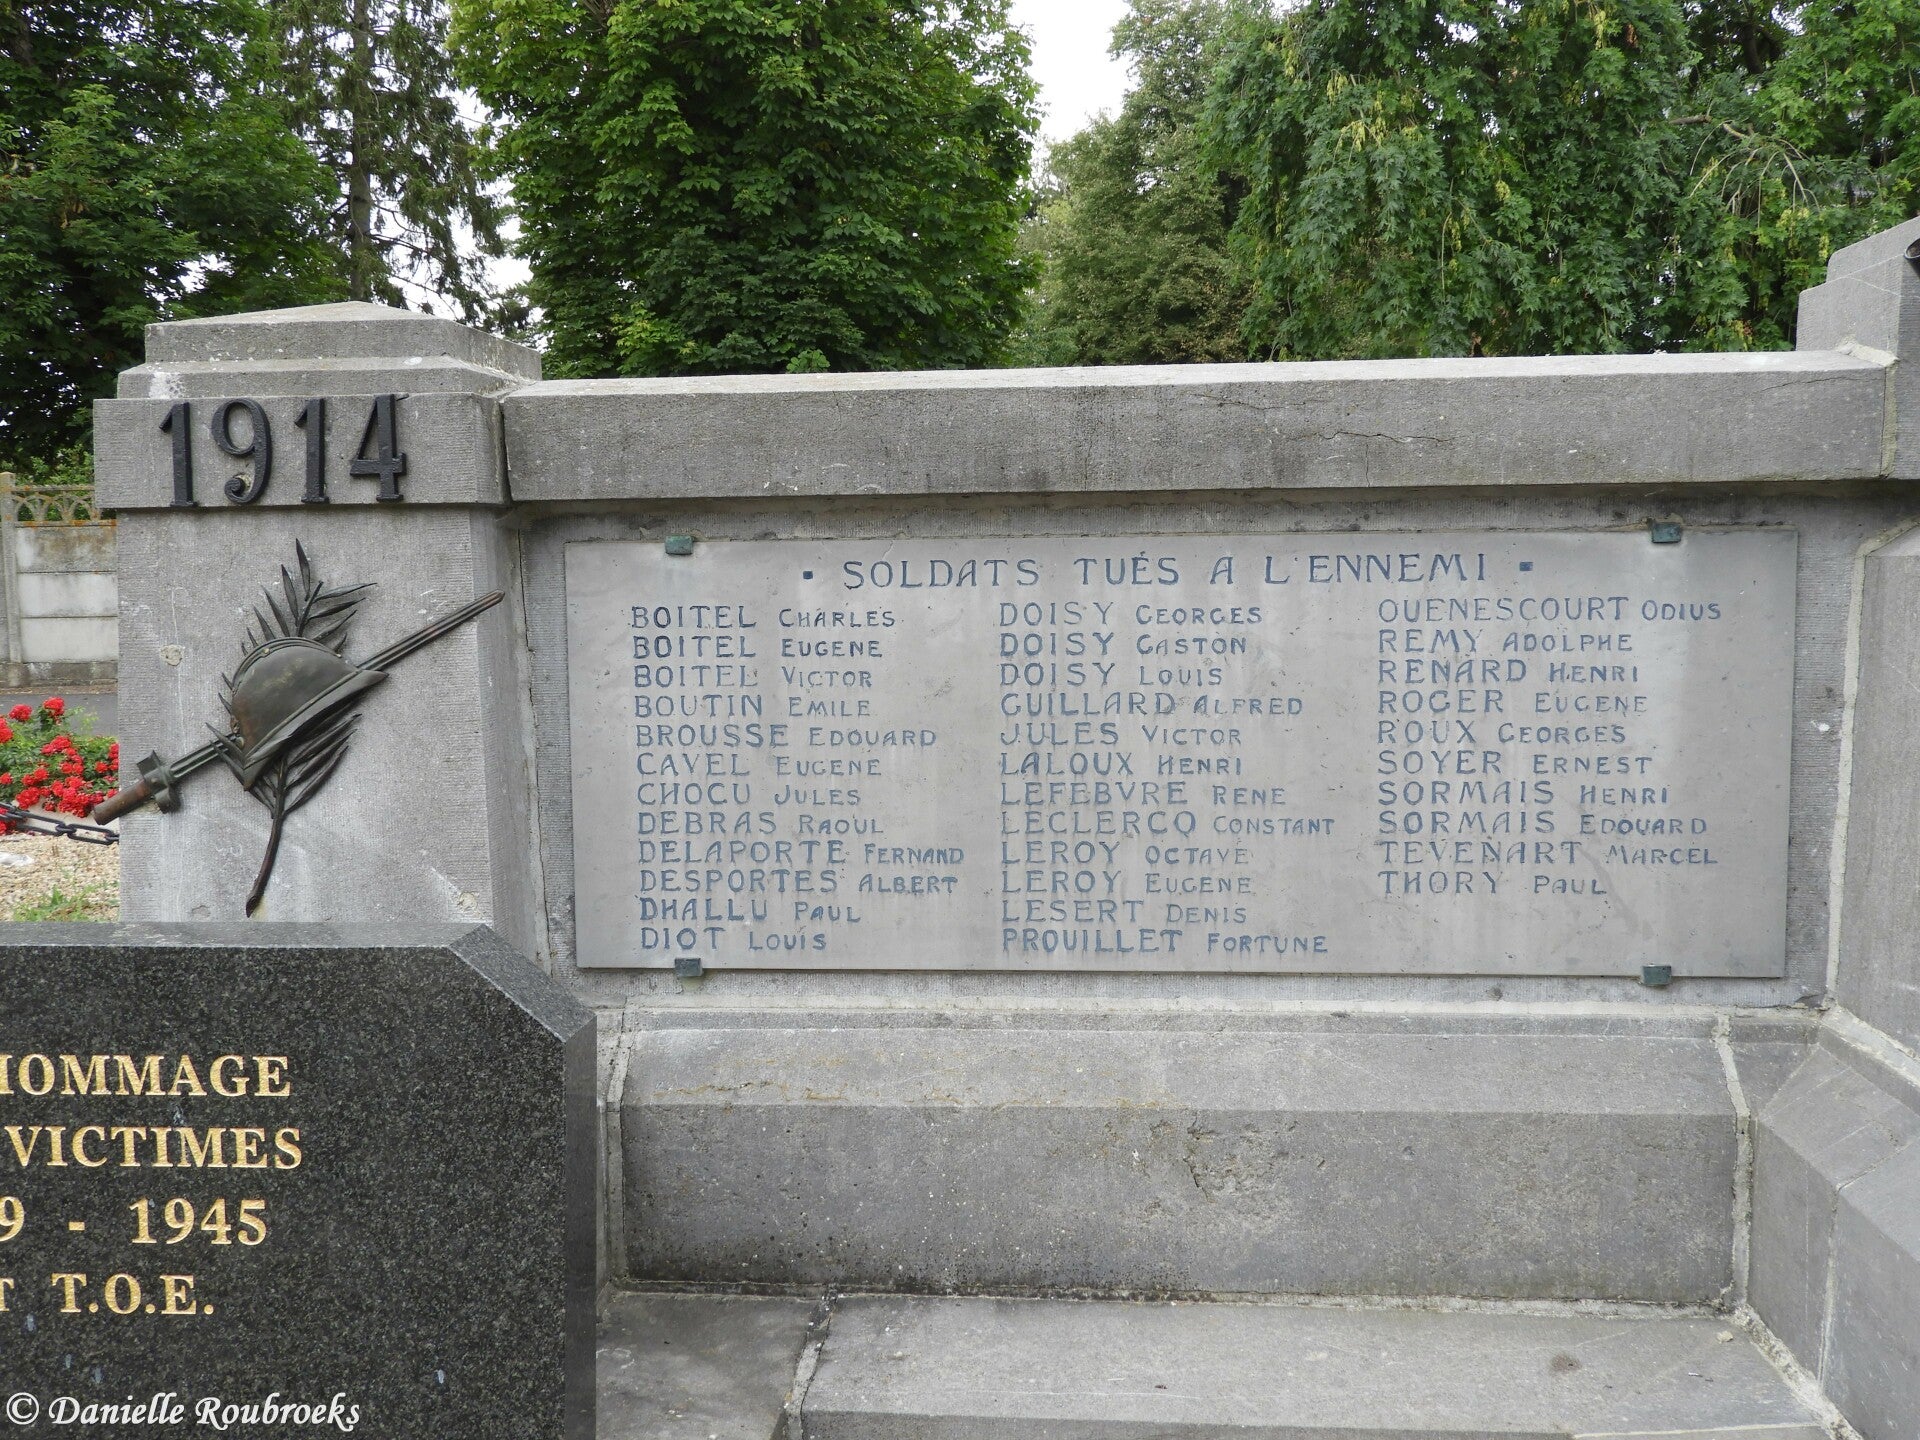 1914
· SOLDATS TUÉS A L'ENNEMI ·
BOITEL CHARLES
BOITEL EUGENE
BOITEL VICTOR
BOUTIN EMILE
BROUSSE EDOUARD
CAVEL EUGENE
CHOCU JULES
DEBRAS RAOUL
DELAPORTE FERNAND
DESPORTES ALBERT
DHALLU PAUL
DIOT LOUIS
DOISY GEORGES
DOISY GASTON
DOISY LOUIS
GUILLARD ALFRED
JULES VICTOR
LALOUX HENRI
LEFEBVRE RENE
LECLERCQ CONSTANT
LEROY OCTAVE
LEROY EUGENE
LESERT DENIS
PROUILLET FORTUNE
QUENESCOURT ODIUS
REMY ADOLPHE
RENARD HENRI
ROGER EUGENE
ROUX GEORGES
SOYER ERNEST
SORMAIS HENRI
SORMAIS EDOUARD
TEVENART MARCEL
THORY PAUL
HOMMAGE
VICTIMES
9 - 1945
T T.O.E.
© Danielle Roubroeks